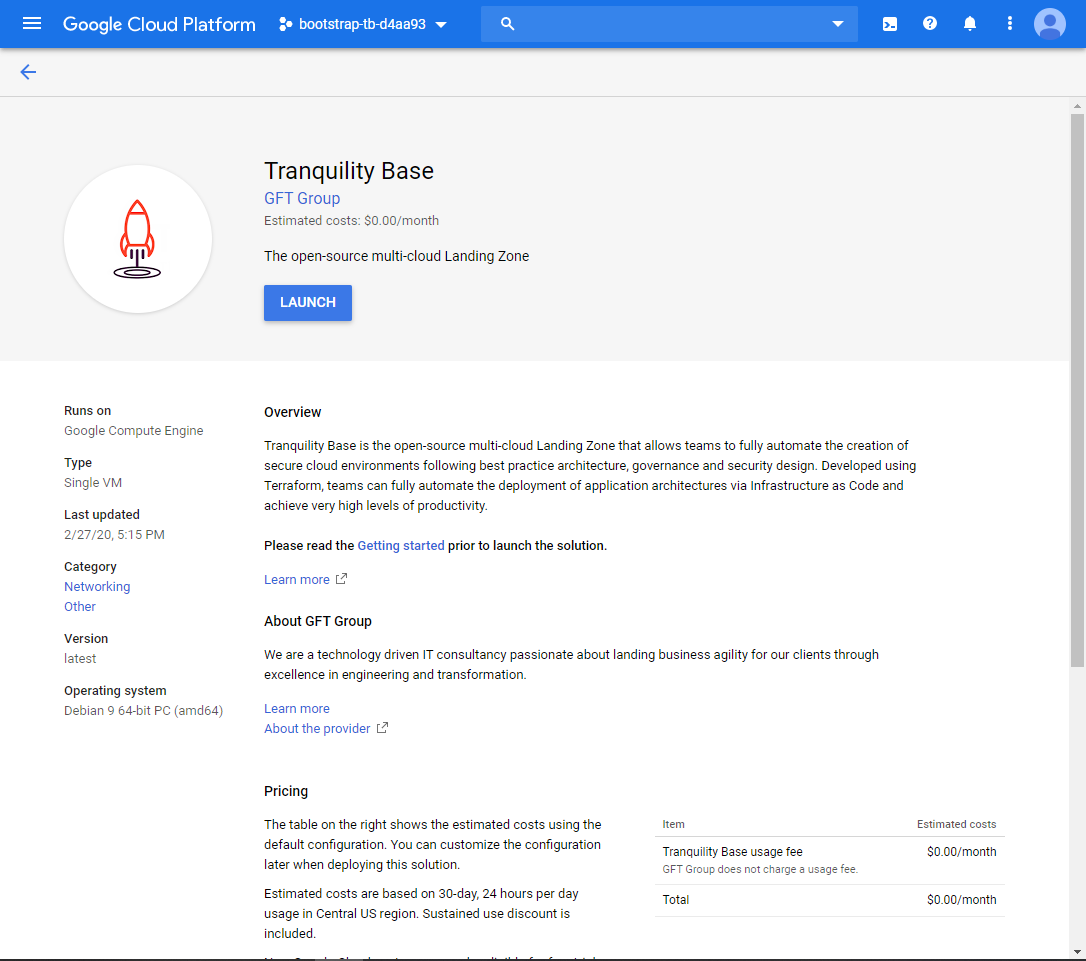 Google Cloud Platform
bootstrap-tb-d4aa93
Tranquility Base
GFT Group
Estimated costs: $0.00/month
The open-source multi-cloud Landing Zone
LAUNCH
Runs on
Google Compute Engine
Type
Single VM
Last updated
2/27/20, 5:15 PM
Category
Networking
Other
Version
latest
Operating system
Debian 9 64-bit PC (amd64)
Overview
Tranquility Base is the open-source multi-cloud Landing Zone that allows teams to fully automate the creation of
secure cloud environments following best practice architecture, governance and security design. Developed using
Terraform, teams can fully automate the deployment of application architectures via Infrastructure as Code and
achieve very high levels of productivity.
Please read the Getting started prior to launch the solution.
Learn more
About GFT Group
We are a technology driven IT consultancy passionate about landing business agility for our clients through
excellence in engineering and transformation.
Learn more
About the provider
Pricing
The table on the right shows the estimated costs using the
default configuration. You can customize the configuration
later when deploying this solution.
Estimated costs are based on 30-day, 24 hours per day
usage in Central US region. Sustained use discount is
included.
Item Estimated costs
Tranquility Base usage fee $0.00/month
GFT Group does not charge a usage fee.
Total $0.00/month